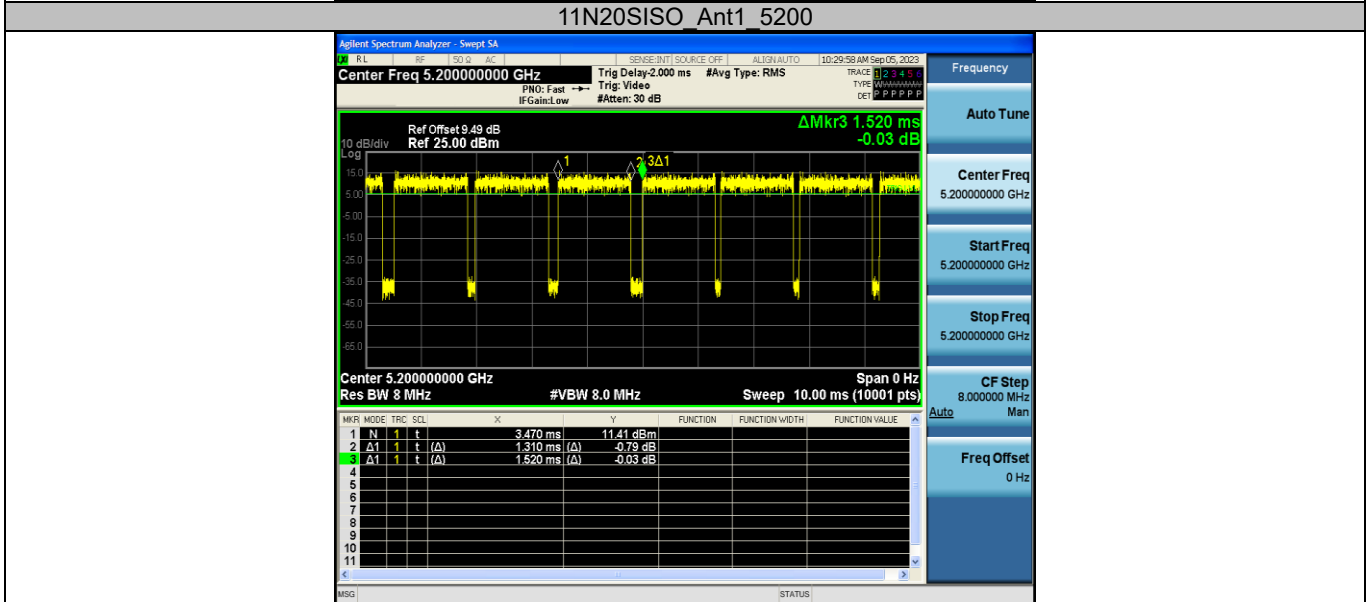 11N20SISO_Ant1_5200
Agilent Spectrum Analyzer - Swept SA
RL RF 50 Ω AC SENSE:INT SOURCE OFF ALIGNAUTO 10:29:58 AM Sep 05, 2023
Center Freq 5.200000000 GHz Trig Delay-2.000 ms #Avg Type: RMS TRACE 1 2 3 4 5 6
PNO: Fast Trig: Video TYPE WWWWWW
IFGain:Low #Atten: 30 dB DET P P P P P P
Frequency
Auto Tune
Ref Offset 9.49 dB ΔMkr3 1.520 ms
10 dB/div Ref 25.00 dBm -0.03 dB
Log
1 2 3Δ1
15.0
5.00
-5.00
-15.0
-25.0
-35.0
-45.0
-55.0
-65.0
Center 5.200000000 GHz Span 0 Hz
Res BW 8 MHz #VBW 8.0 MHz Sweep 10.00 ms (10001 pts)
Center Freq
5.200000000 GHz
Start Freq
5.200000000 GHz
Stop Freq
5.200000000 GHz
CF Step
8.000000 MHz
Auto Man
Freq Offset
0 Hz
MKR MODE TRC SCL X Y FUNCTION FUNCTION WIDTH FUNCTION VALUE
1 N 1 t 3.470 ms 11.41 dBm
2 Δ1 1 t (Δ) 1.310 ms (Δ) -0.79 dB
3 Δ1 1 t (Δ) 1.520 ms (Δ) -0.03 dB
4
5
6
7
8
9
10
11
MSG STATUS